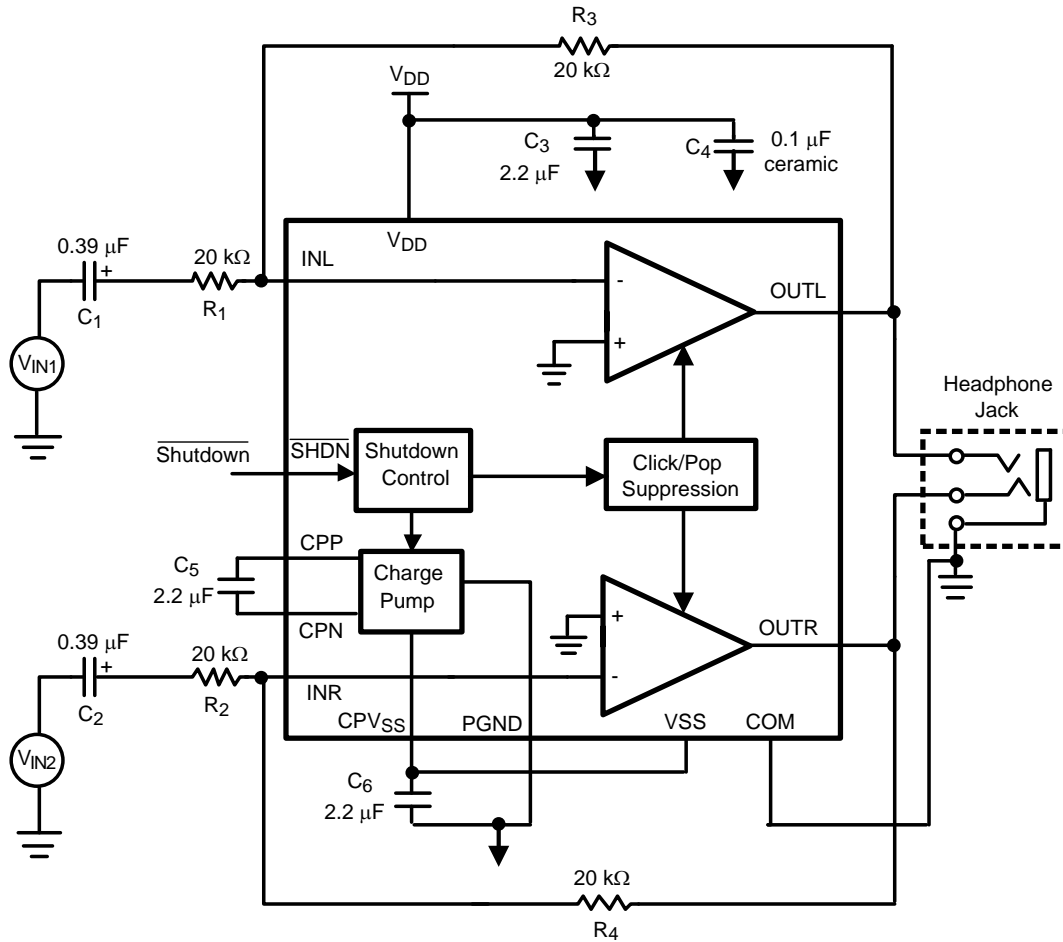 R3
20 kΩ
VDD
C3
2.2 μF
C4
0.1 μF
ceramic
VDD
0.39 μF
+
C1
20 kΩ
R1
INL
-
+
OUTL
VIN1
Headphone
Jack
Shutdown
SHDN
Shutdown
Control
Click/Pop
Suppression
CPP
C5
2.2 μF
CPN
Charge
Pump
+
-
OUTR
0.39 μF
+
C2
20 kΩ
R2
INR
CPVSS
PGND
VSS
COM
VIN2
C6
2.2 μF
20 kΩ
R4